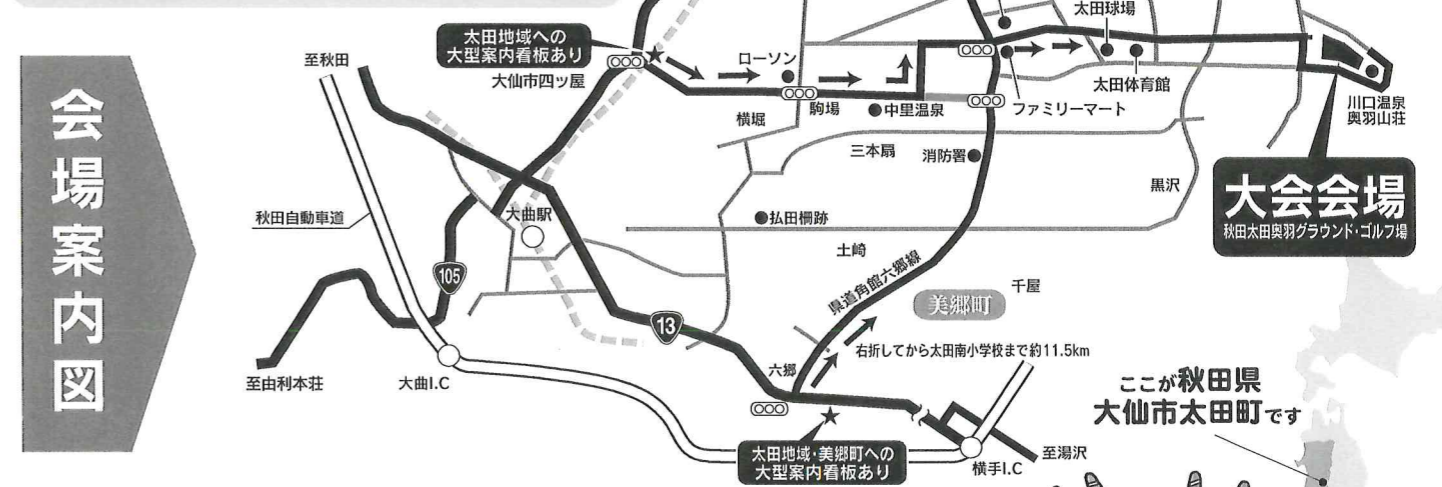 会場案内図
太田地域への
大型案内看板あり
大仙市四ツ屋
至秋田
ローソン
横堀
駒場
中里温泉
太田球場
太田体育館
ファミリーマート
川口温泉
奥羽山荘
三本扇
消防署
黒沢
大会会場
秋田太田奥羽グラウンド・ゴルフ場
秋田自動車道
大曲駅
払田柵跡
土崎
105
県道角館六郷線
美郷町
千屋
13
右折してから太田南小学校まで約11.5km
至由利本荘
大曲I.C
六郷
太田地域・美郷町への
大型案内看板あり
横手I.C
至湯沢
ここが秋田県
大仙市太田町です